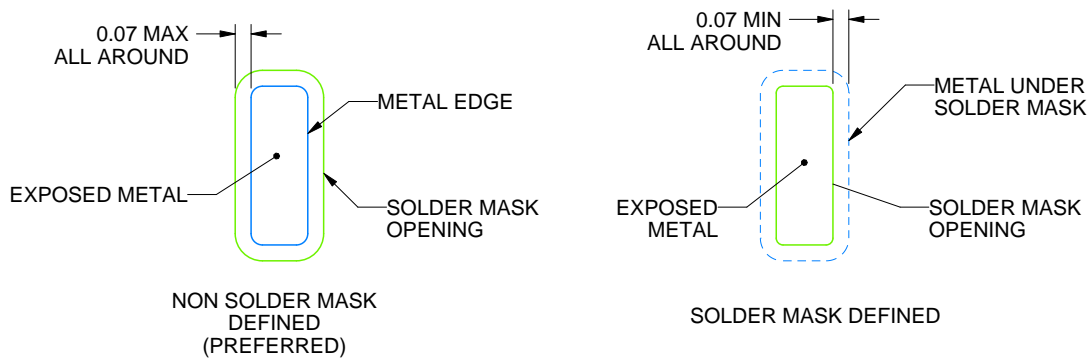 0.07 MAX
ALL AROUND
METAL EDGE
EXPOSED METAL
SOLDER MASK
OPENING
NON SOLDER MASK
DEFINED
(PREFERRED)
0.07 MIN
ALL AROUND
METAL UNDER
SOLDER MASK
EXPOSED
METAL
SOLDER MASK
OPENING
SOLDER MASK DEFINED